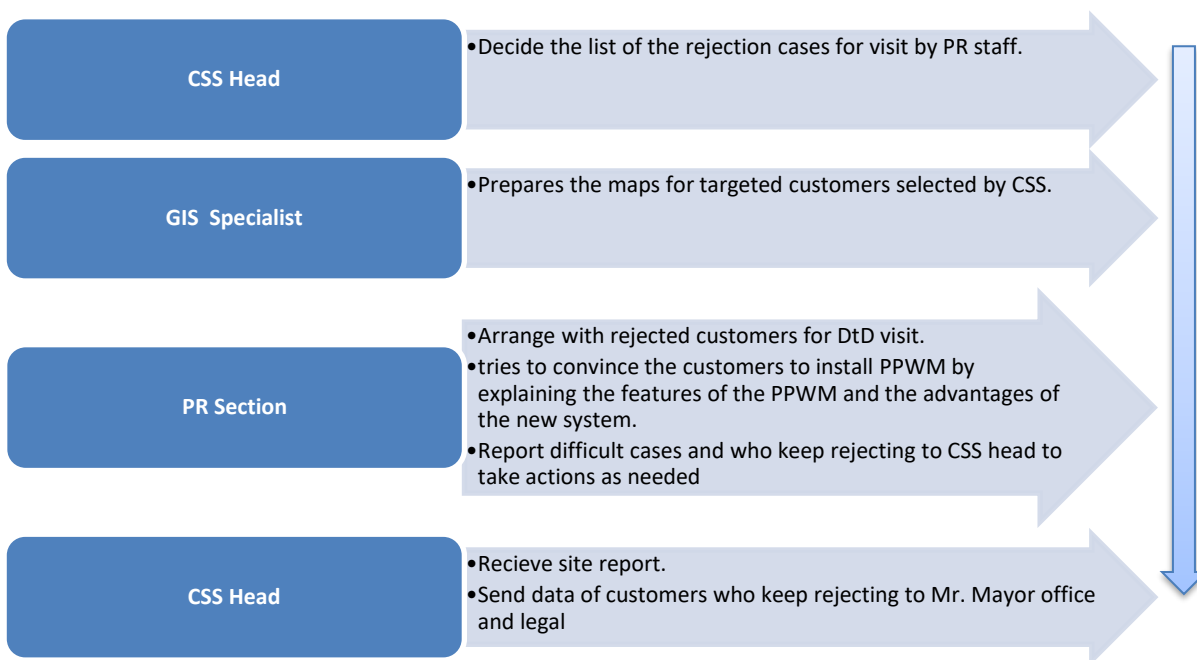 CSS Head
•Decide the list of the rejection cases for visit by PR staff.
GIS  Specialist
•Prepares the maps for targeted customers selected by CSS.
PR Section
•Arrange with rejected customers for DtD visit.
•tries to convince the customers to install PPWM by
explaining the features of the PPWM and the advantages of
the new system.
•Report difficult cases and who keep rejecting to CSS head to
take actions as needed
CSS Head
•Recieve site report.
•Send data of customers who keep rejecting to Mr. Mayor office
and legal